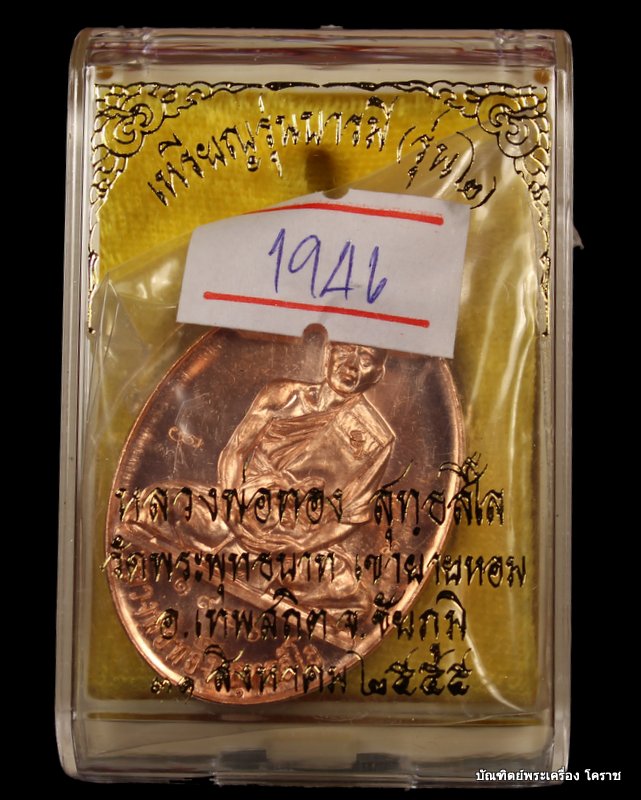 เหรียญรุ่นบารมี (รุ่น๒)
1946
หลวงพ่อทอง สุทธสีโล
วัดพระพุทธบาท เขายายหอม
อ.เทพสถิต จ.ชัยภูมิ
๓๑ สิงหาคม ๒๕๕๕
บัณฑิตย์พระเครื่อง โคราช